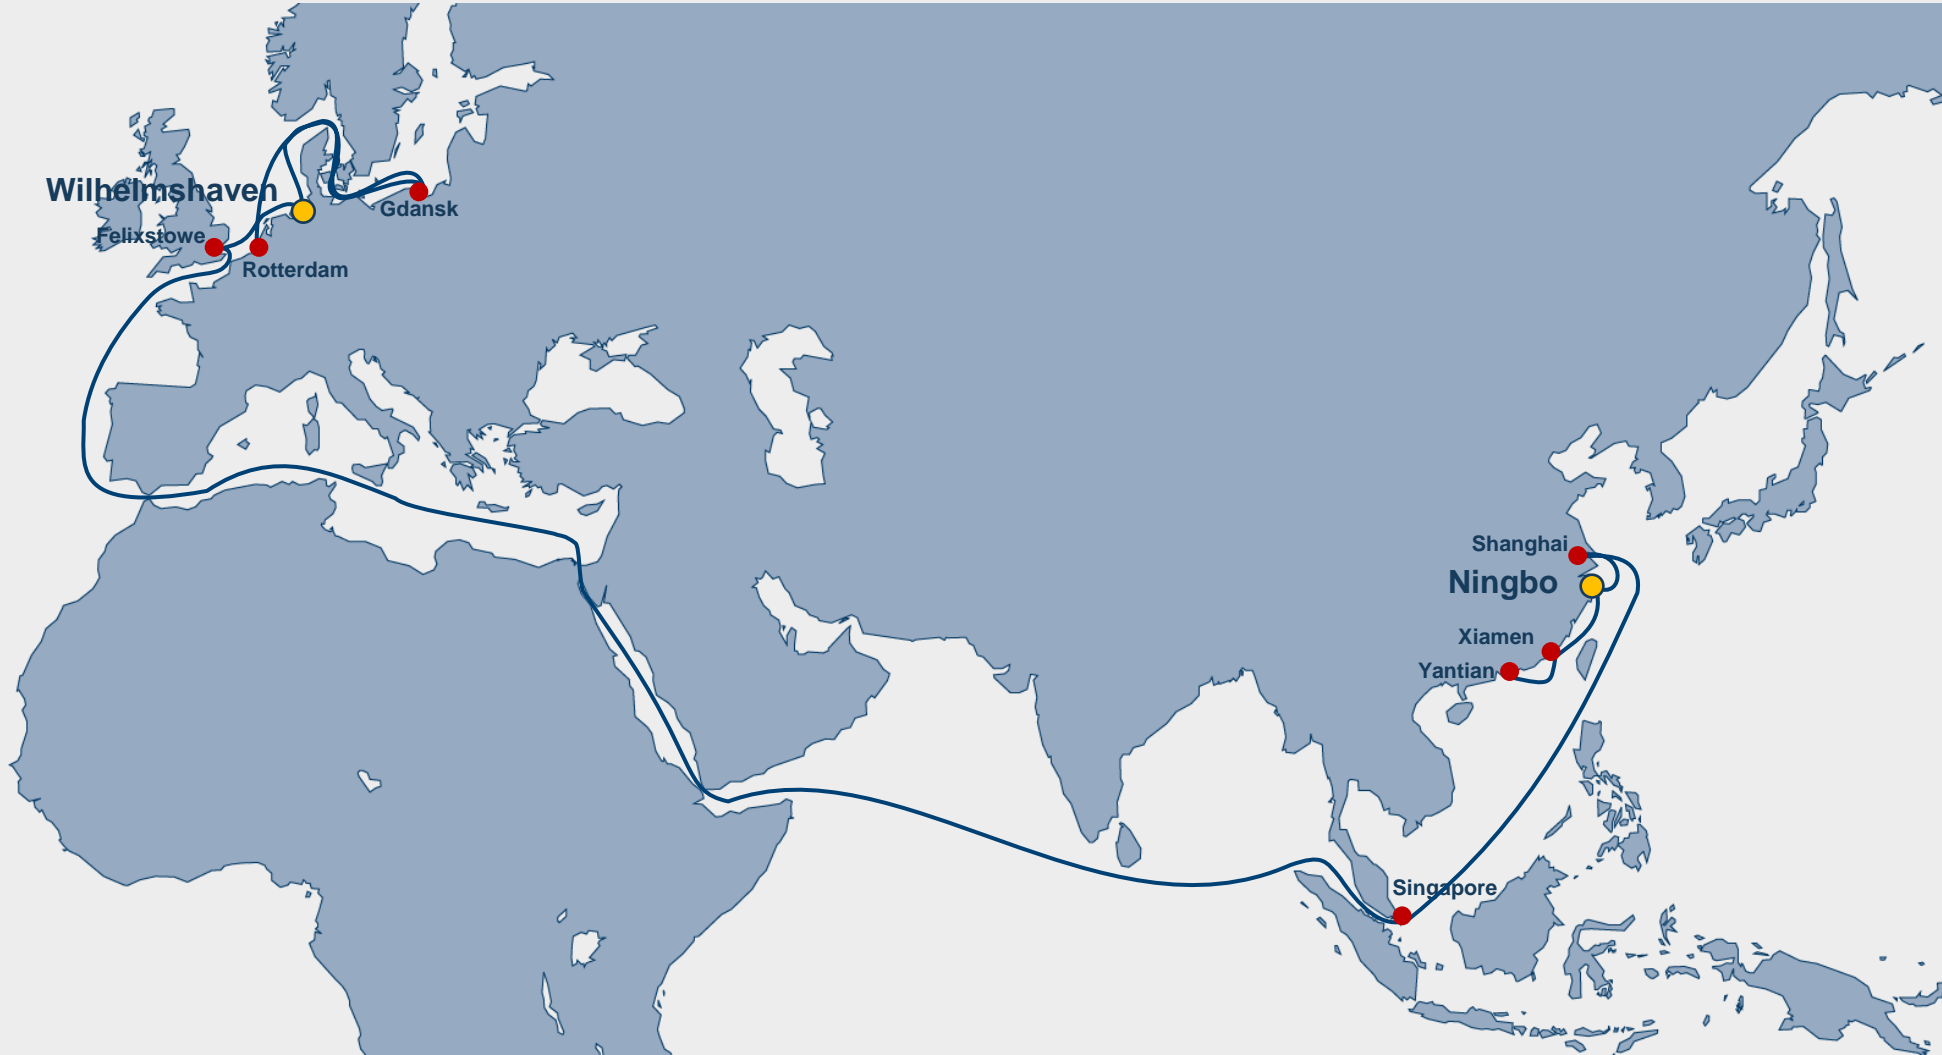 Wilhelmshaven
Gdansk
Felixstowe
Rotterdam
Shanghai
Ningbo
Xiamen
Yantian
Singapore